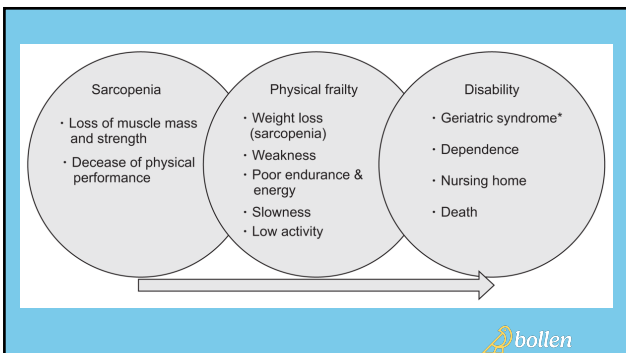 Sarcopenia
· Loss of muscle mass
and strength
· Decease of physical
performance
Physical frailty
· Weight loss
(sarcopenia)
· Weakness
· Poor endurance &
energy
· Slowness
· Low activity
Disability
· Geriatric syndrome*
· Dependence
· Nursing home
· Death
bollen